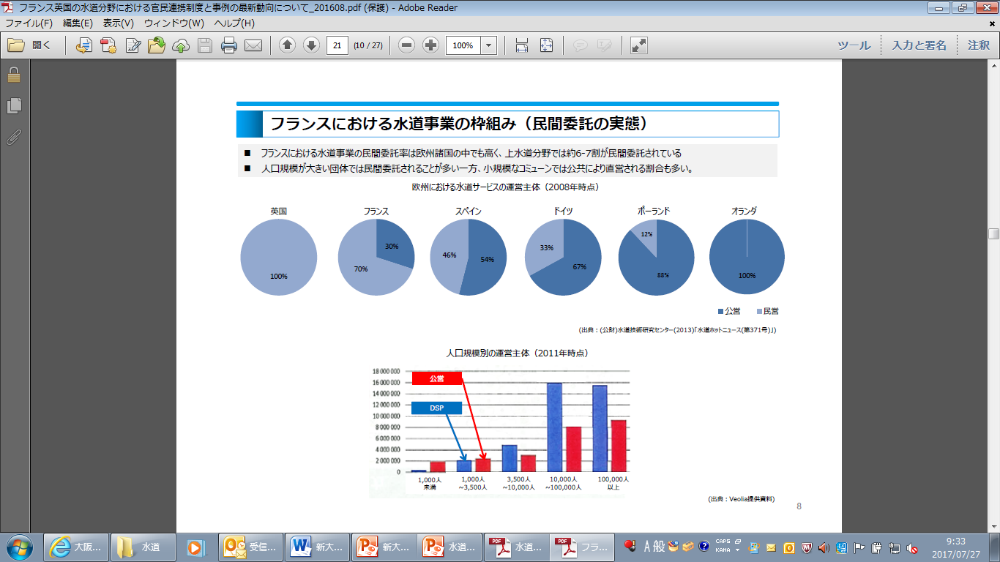 フランス英国の水道分野における官民連携制度と事例の最新動向について_201608.pdf (保護) - Adobe Reader
ファイル(F) 編集(E) 表示(V) ウィンドウ(W) ヘルプ(H)
開く 21 (10 / 27) 100% ツール 入力と署名 注釈
フランスにおける水道事業の枠組み（民間委託の実態）
■ フランスにおける水道事業の民間委託率は欧州諸国の中でも高く、上水道分野では約6-7割が民間委託されている
■ 人口規模が大きい団体では民間委託されることが多い一方、小規模なコミューンでは公共により直営される割合も多い。
欧州における水道サービスの運営主体（2008年時点）
英国 フランス スペイン ドイツ ポーランド オランダ
100%
30%
70%
46%
54%
33%
67%
12%
88%
100%
公営 民営
(出典：(公財)水道技術研究センター(2013)｢水道ホットニュース(第371号)｣)
人口規模別の運営主体（2011年時点）
18 000 000
16 000 000
14 000 000
12 000 000
10 000 000
8 000 000
6 000 000
4 000 000
2 000 000
0
公営
DSP
1,000人 1,000人 3,500人 10,000人 100,000人
未満 ~3,500人 ~10,000人 ~100,000人 以上
(出典：Veolia提供資料)
8
大阪... 水道 受信... 新大... 新大... 水道... 水道... フラ... A 般 CAPS KANA
9:33
2017/07/27